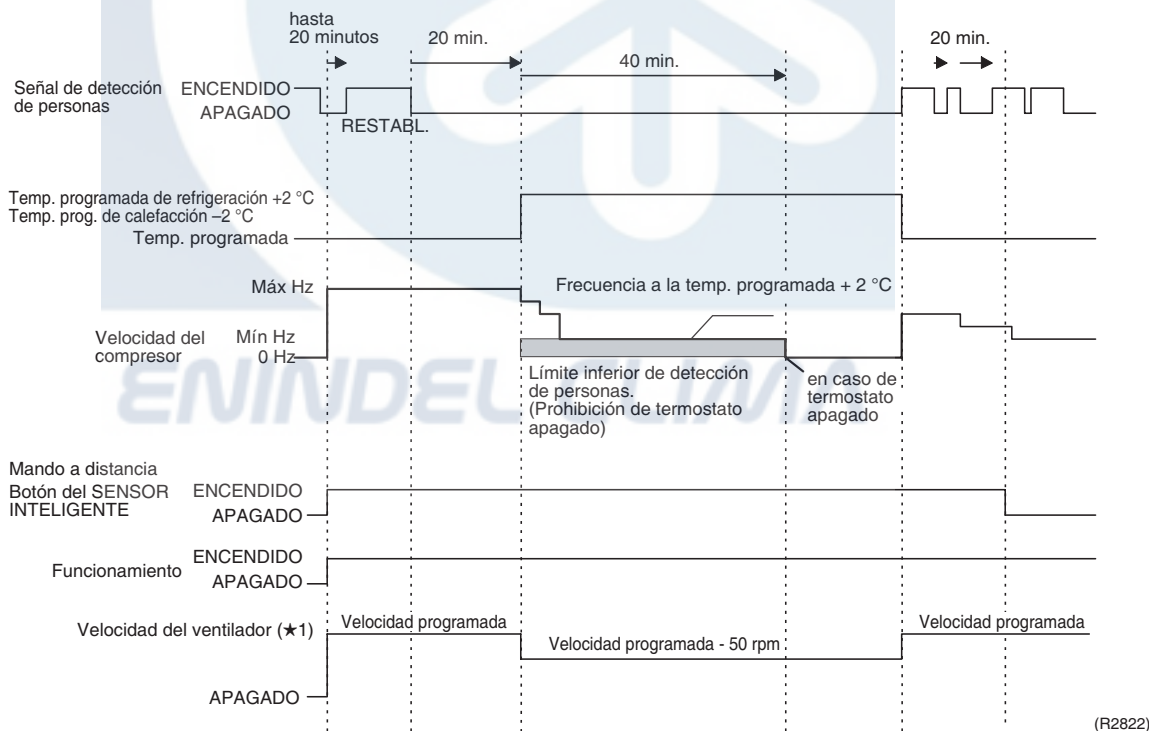 hasta
20 minutos
20 min.
40 min.
20 min.
Señal de detección
de personas
ENCENDIDO
APAGADO
RESTABL.
Temp. programada de refrigeración +2 °C
Temp. prog. de calefacción –2 °C
Temp. programada
Máx Hz
Frecuencia a la temp. programada + 2 °C
Velocidad del
compresor
Mín Hz
0 Hz
Límite inferior de detección
de personas.
(Prohibición de termostato
apagado)
en caso de
termostato
apagado
ENINDEL CLIMA
Mando a distancia
Botón del SENSOR
INTELIGENTE
ENCENDIDO
APAGADO
Funcionamiento
ENCENDIDO
APAGADO
Velocidad del ventilador (★1)
Velocidad programada
Velocidad programada - 50 rpm
Velocidad programada
APAGADO
(R2822)